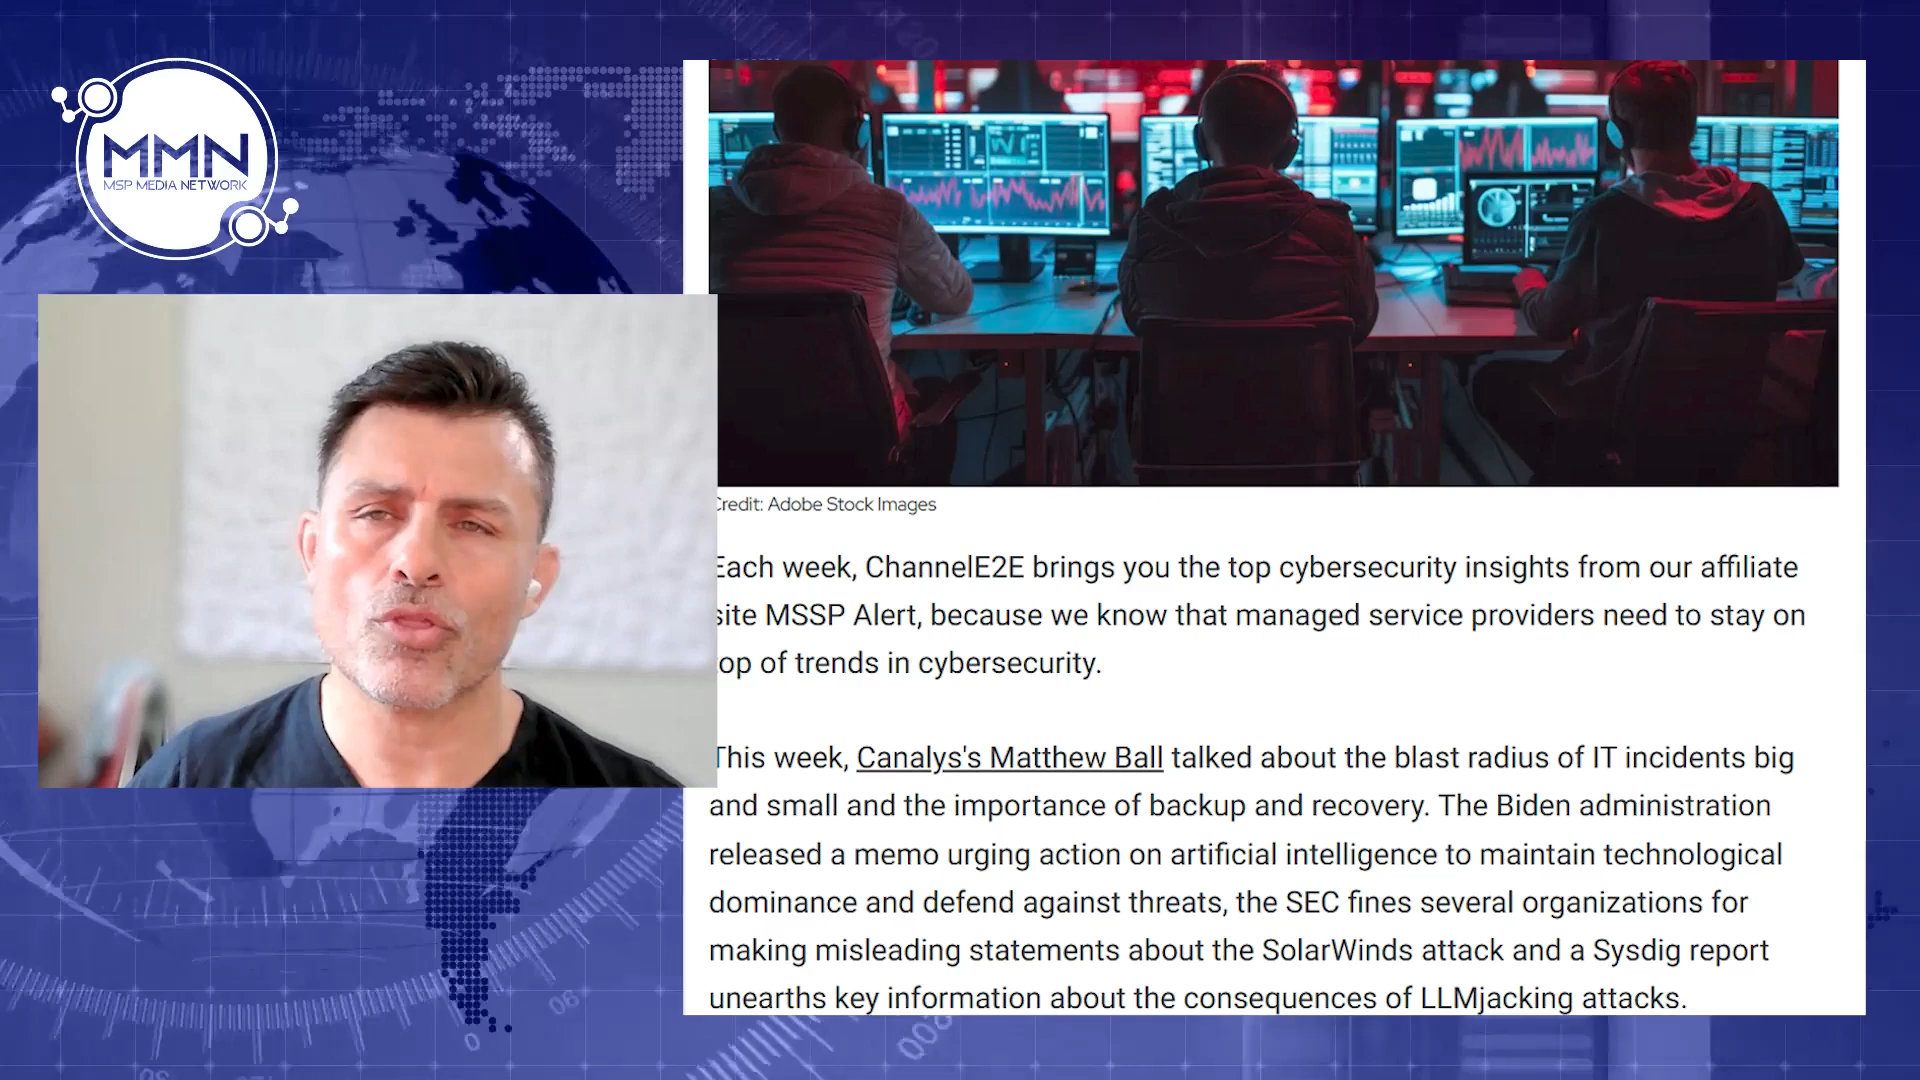 MMN
MSP MEDIA NETWORK
Credit: Adobe Stock Images
Each week, ChannelE2E brings you the top cybersecurity insights from our affiliate
site MSSP Alert, because we know that managed service providers need to stay on
top of trends in cybersecurity.
This week, Canalys's Matthew Ball talked about the blast radius of IT incidents big
and small and the importance of backup and recovery. The Biden administration
released a memo urging action on artificial intelligence to maintain technological
dominance and defend against threats, the SEC fines several organizations for
making misleading statements about the SolarWinds attack and a Sysdig report
unearths key information about the consequences of LLMjacking attacks.